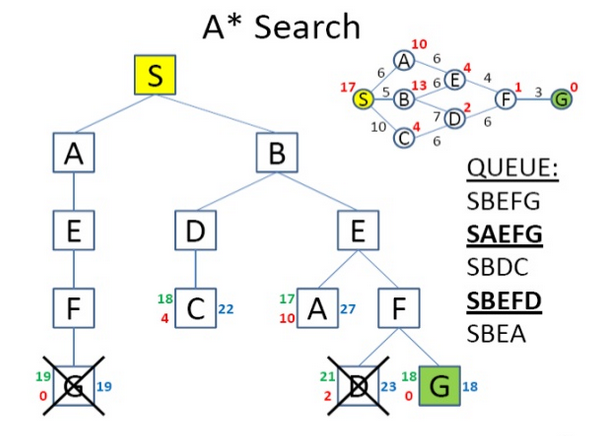 A* Search
10
A
6
6
4
E
17
13
4
1
0
S
5
B
6
F
3
G
2
10
4
7
D
6
C
6
S
A
B
QUEUE:
SBEFG
E
D
E
SAEFG
SBDC
F
18
4
C
22
17
10
A
27
F
SBEFD
SBEA
19
0
G
19
21
2
D
23
18
0
G
18